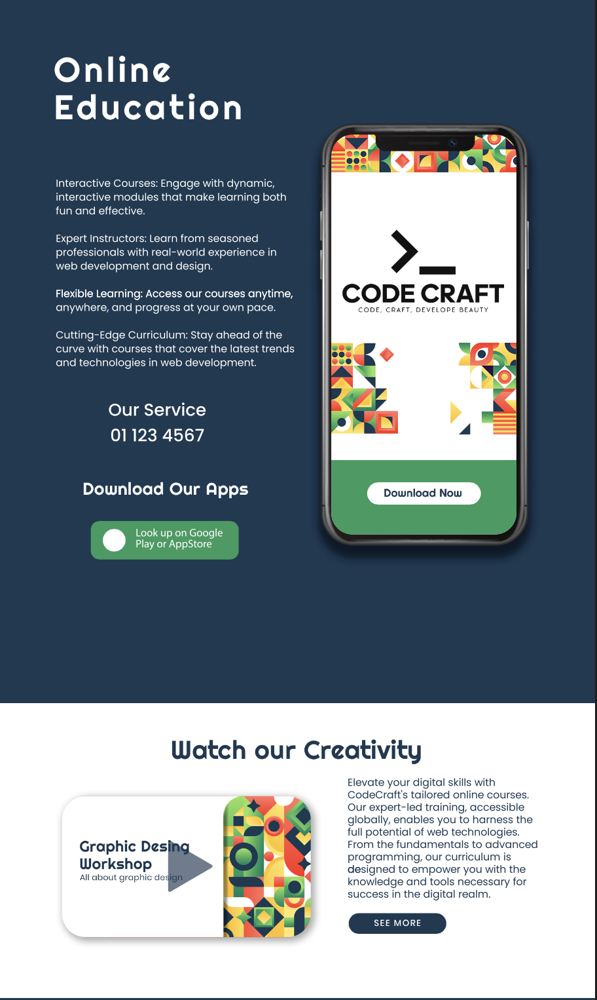 Online
Education
Interactive Courses: Engage with dynamic,
interactive modules that make learning both
fun and effective.
Expert Instructors: Learn from seasoned
professionals with real-world experience in
web development and design.
Flexible Learning: Access our courses anytime,
anywhere, and progress at your own pace.
Cutting-Edge Curriculum: Stay ahead of the
curve with courses that cover the latest trends
and technologies in web development.
Our Service
01 123 4567
Download Our Apps
Look up on Google
Play or AppStore
CODE CRAFT
CODE, CRAFT, DEVELOPE BEAUTY
Download Now
Watch our Creativity
Graphic Desing
Workshop
All about graphic design
Elevate your digital skills with
CodeCraft's tailored online courses.
Our expert-led training, accessible
globally, enables you to harness the
full potential of web technologies.
From the fundamentals to advanced
programming, our curriculum is
designed to empower you with the
knowledge and tools necessary for
success in the digital realm.
SEE MORE